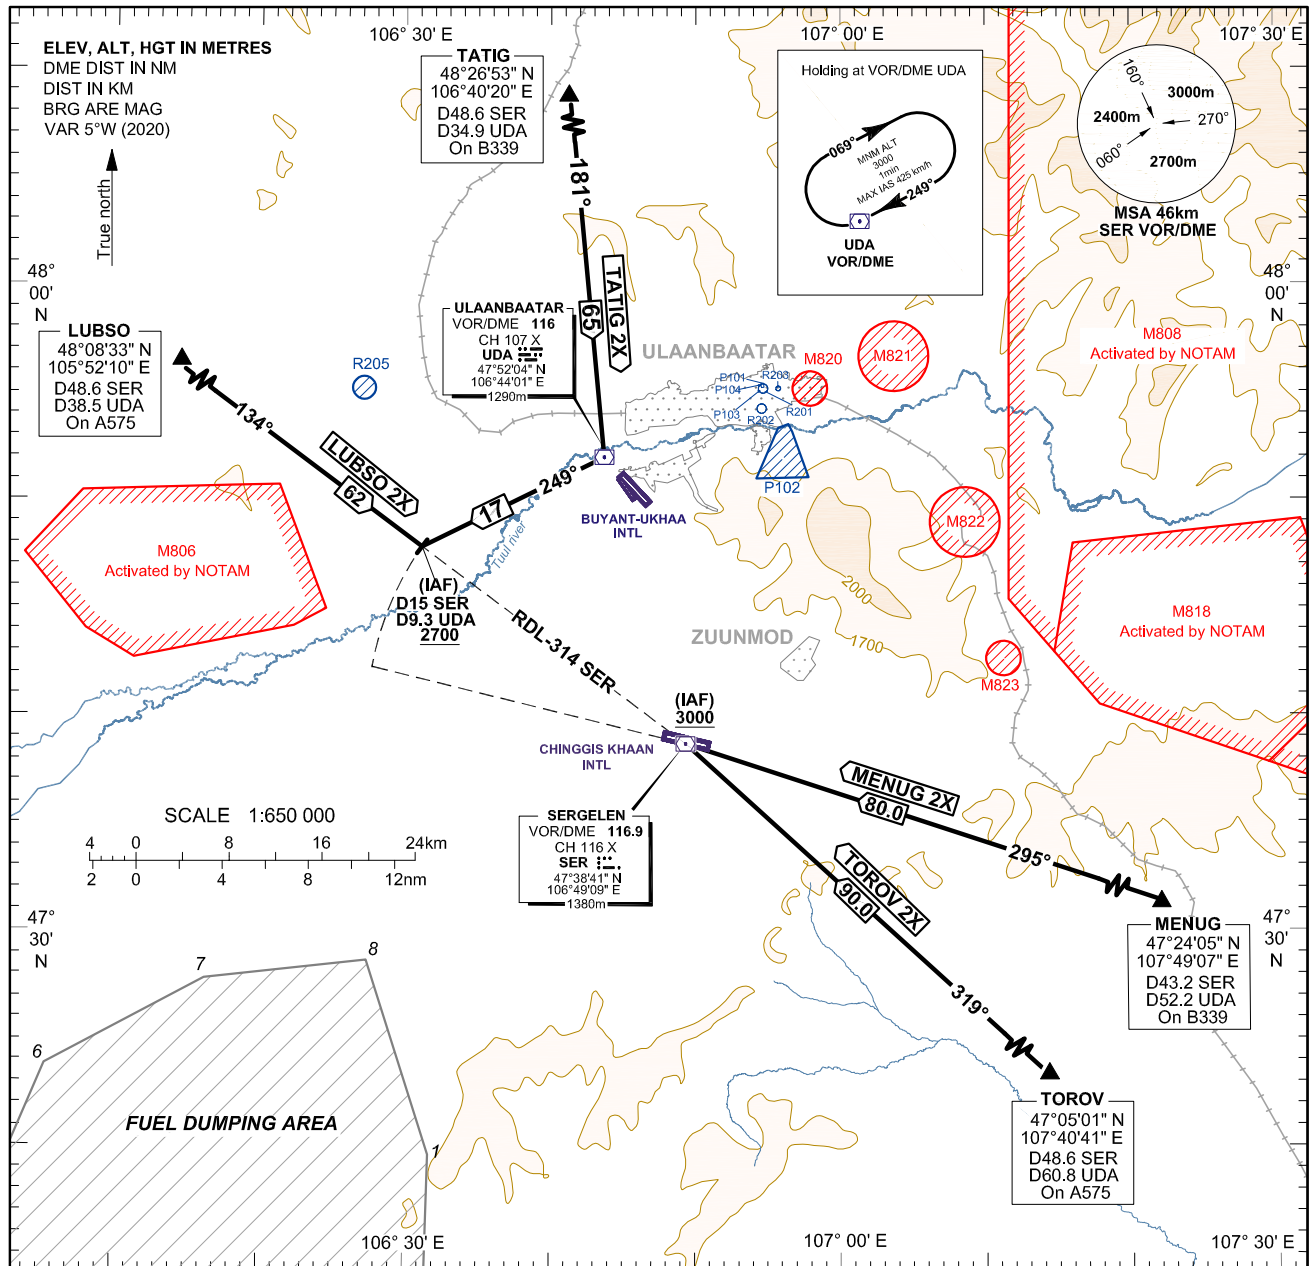 106° 30' E
107° 00' E
107° 30' E
ELEV, ALT, HGT IN METRES
DME DIST IN NM
DIST IN KM
BRG ARE MAG
VAR 5°W (2020)
True north
TATIG
48°26'53" N
106°40'20" E
D48.6 SER
D34.9 UDA
On B339
181°
65
TATIG 2X
Holding at VOR/DME UDA
069°
MNM ALT
3000
1min
MAX IAS 425 km/h
249°
UDA
VOR/DME
160°
3000m
2400m
270°
060°
2700m
MSA 46km
SER VOR/DME
48°
00'
N
48°
00'
N
LUBSO
48°08'33" N
105°52'10" E
D48.6 SER
D38.5 UDA
On A575
134°
LUBSO 2X
62
R205
ULAANBAATAR
VOR/DME 116
CH 107 X
UDA
47°52'04" N
106°44'01" E
1290m
ULAANBAATAR
M820
M821
M808
Activated by NOTAM
P101
P104
P103
R203
R201
R202
P102
249°
17
BUYANT-UKHAA
INTL
Tuul river
M806
Activated by NOTAM
M822
2000
1700
M818
Activated by NOTAM
M823
(IAF)
D15 SER
D9.3 UDA
2700
RDL-314 SER
ZUUNMOD
(IAF)
3000
CHINGGIS KHAAN
INTL
SERGELEN
VOR/DME 116.9
CH 116 X
SER
47°38'41" N
106°49'09" E
1380m
MENUG 2X
80.0
295°
TOROV 2X
90.0
319°
SCALE 1:650 000
4 0 8 16 24km
2 0 4 8 12nm
47°
30'
N
47°
30'
N
MENUG
47°24'05" N
107°49'07" E
D43.2 SER
D52.2 UDA
On B339
TOROV
47°05'01" N
107°40'41" E
D48.6 SER
D60.8 UDA
On A575
6
7
8
1
FUEL DUMPING AREA
106° 30' E
107° 00' E
107° 30' E